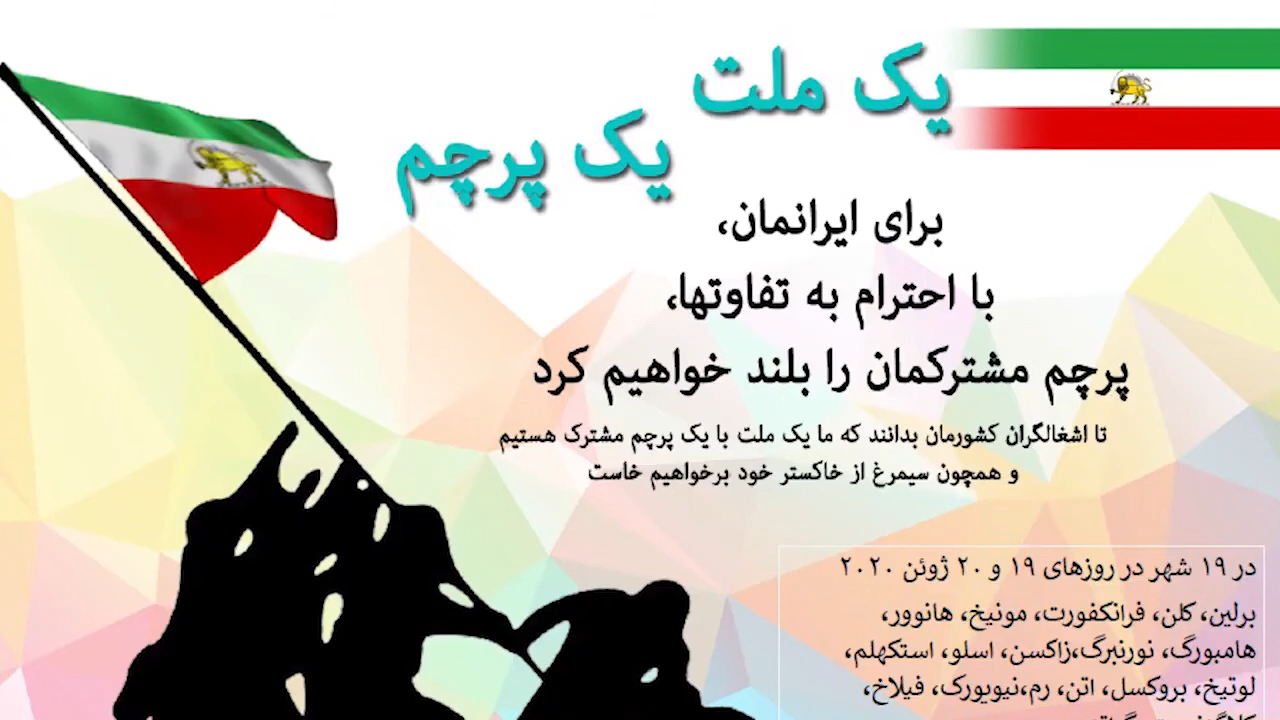 یک ملت
یک پرچم
برای ایرانمان،
با احترام به تفاوتها،
پرچم مشترکمان را بلند خواهیم کرد
تا اشغالگران کشورمان بدانند که ما یک ملت با یک پرچم مشترک هستیم
و همچون سیمرغ از خاکستر خود برخواهیم خاست
در ۱۹ شهر در روزهای ۱۹ و ۲۰ ژوئن ۲۰۲۰
برلین، کلن، فرانکفورت، مونیخ، هانوور،
هامبورگ، نورنبرگ،زاکسن، اسلو، استکهلم،
لوتیخ، بروکسل، اتن، رم،نیویورک، فیلاخ،